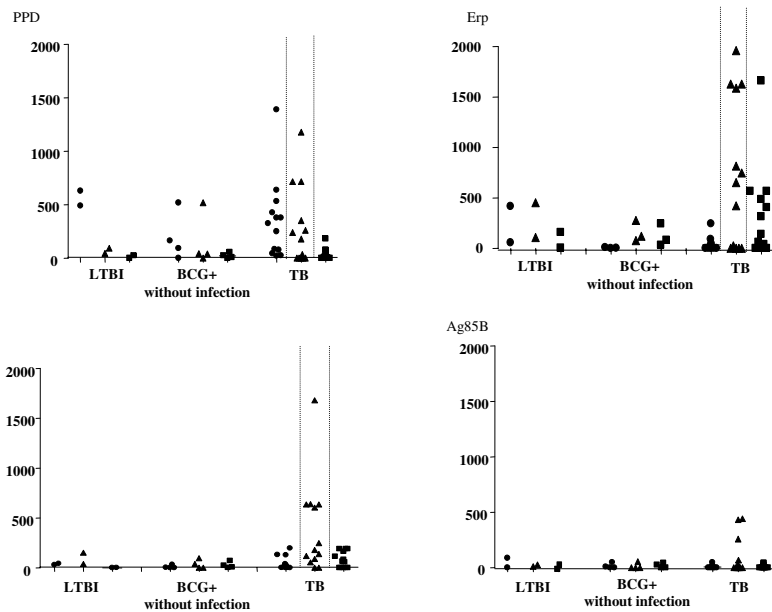 PPD
2000
1500
1000
500
0
LTBI BCG+ TB
without infection
Erp
2000
1500
1000
500
0
LTBI BCG+ TB
without infection
2000
1500
1000
500
0
LTBI BCG+ TB
without infection
Ag85B
2000
1500
1000
500
0
LTBI BCG+ TB
without infection